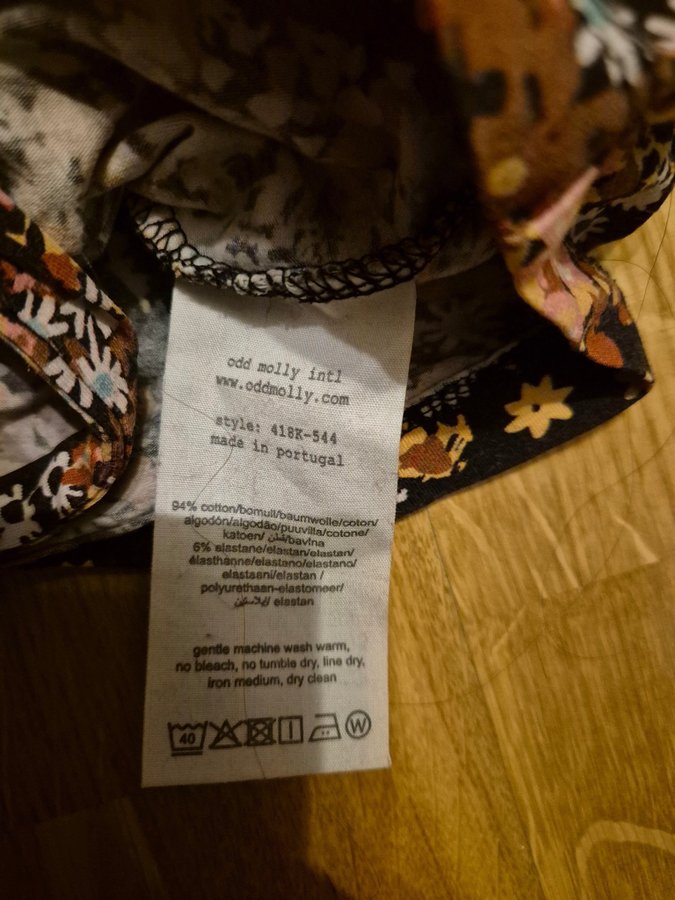 odd molly intl
www.oddmolly.com
style: 418K-544
made in portugal
94% cotton/bomull/baumwolle/coton/
algodón/algodão/puuvilla/cotone/
katoen/ قطن/bavlna
6% elastane/elastan/elastan/
élasthanne/elastano/elastano/
elastaani/elastan /
polyurethaan-elastomeer/
elastan
gentle machine wash warm,
no bleach, no tumble dry, line dry,
iron medium, dry clean
40 W